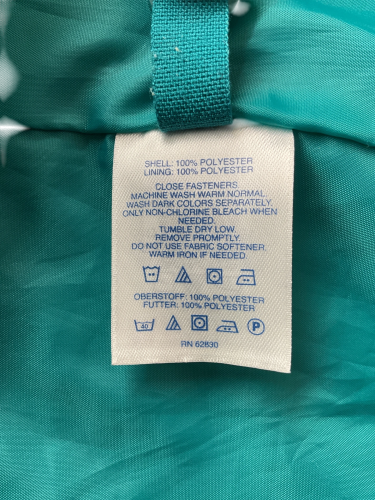 SHELL: 100% POLYESTER
LINING: 100% POLYESTER
CLOSE FASTENERS.
MACHINE WASH WARM NORMAL.
WASH DARK COLORS SEPARATELY.
ONLY NON-CHLORINE BLEACH WHEN
NEEDED.
TUMBLE DRY LOW.
REMOVE PROMPTLY.
DO NOT USE FABRIC SOFTENER.
WARM IRON IF NEEDED.
OBERSTOFF: 100% POLYESTER
FUTTER: 100% POLYESTER
40 P
RN 62830